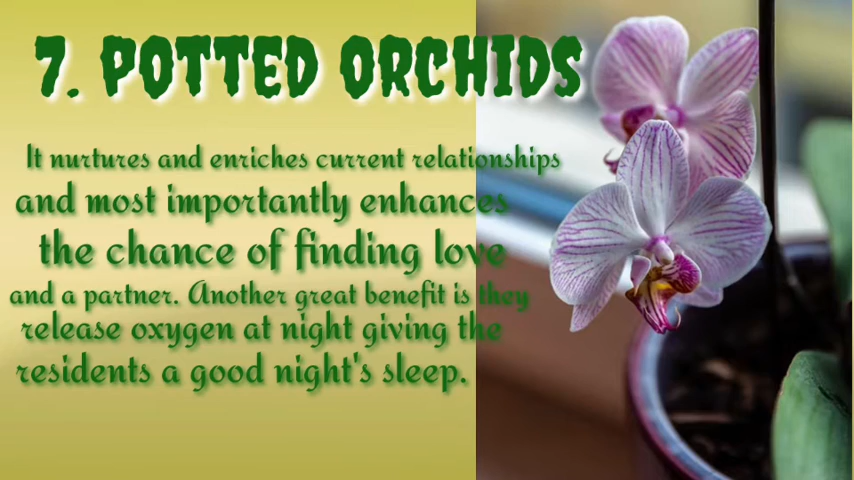 7. POTTED ORCHIDS
It nurtures and enriches current relationships
and most importantly enhances
the chance of finding love
and a partner. Another great benefit is they
release oxygen at night giving the
residents a good night's sleep.